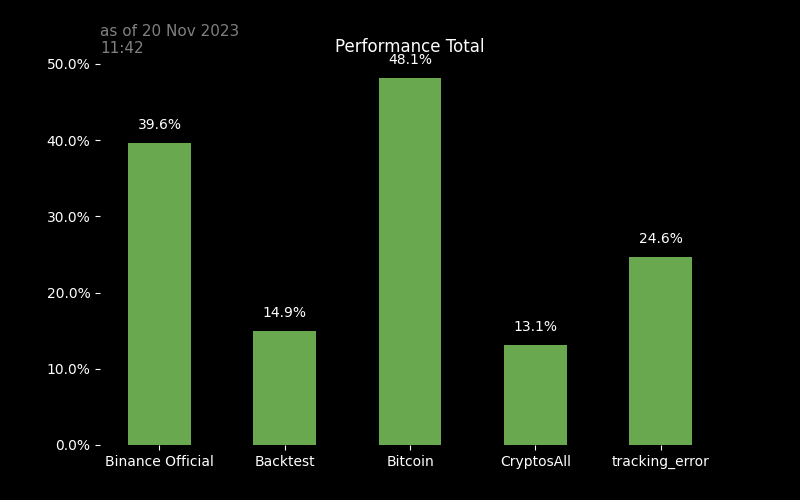 as of 20 Nov 2023
11:42
Performance Total
50.0%
40.0%
30.0%
20.0%
10.0%
0.0%
39.6%
14.9%
48.1%
13.1%
24.6%
Binance Official
Backtest
Bitcoin
CryptosAll
tracking_error